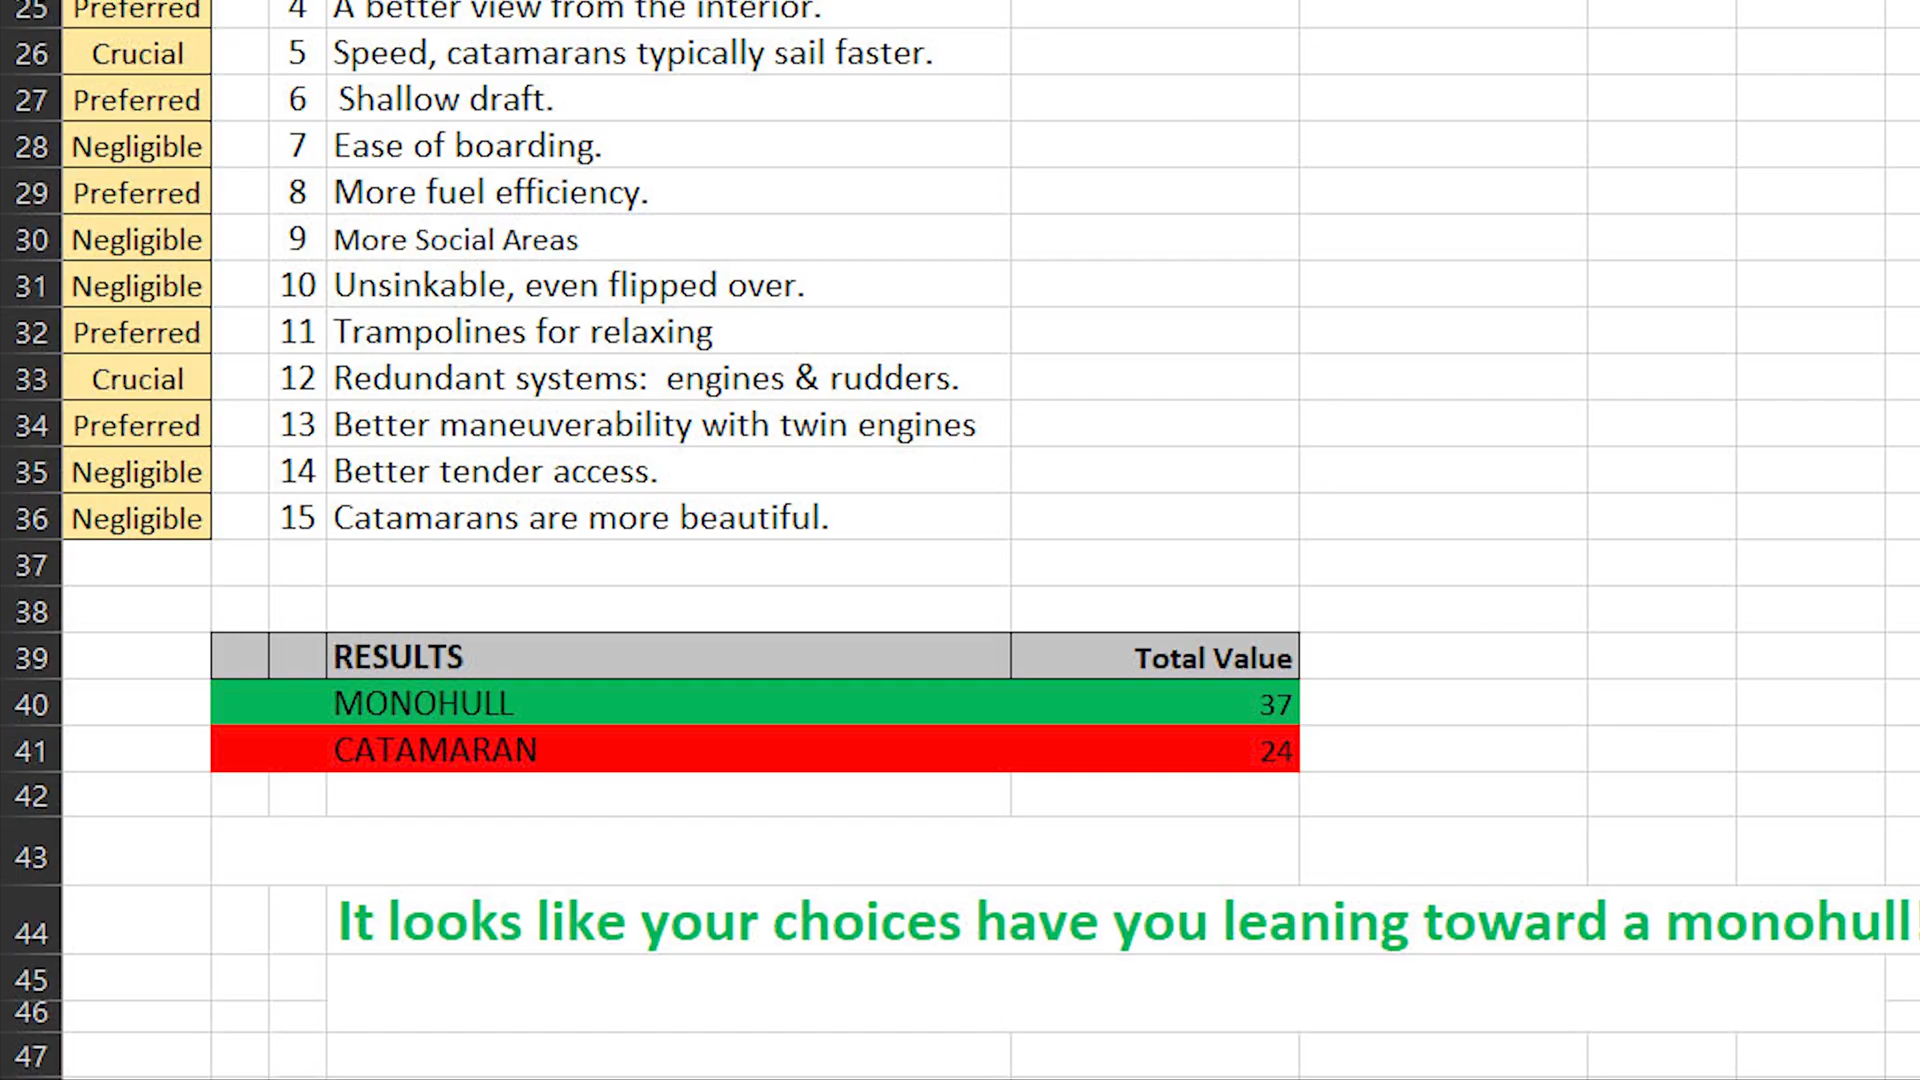 25 Preferred 4 A better view from the interior.
26 Crucial 5 Speed, catamarans typically sail faster.
27 Preferred 6 Shallow draft.
28 Negligible 7 Ease of boarding.
29 Preferred 8 More fuel efficiency.
30 Negligible 9 More Social Areas
31 Negligible 10 Unsinkable, even flipped over.
32 Preferred 11 Trampolines for relaxing
33 Crucial 12 Redundant systems: engines & rudders.
34 Preferred 13 Better maneuverability with twin engines
35 Negligible 14 Better tender access.
36 Negligible 15 Catamarans are more beautiful.
37
38
39 RESULTS Total Value
40 MONOHULL 37
41 CATAMARAN 24
42
43
44 It looks like your choices have you leaning toward a monohull!
45
46
47